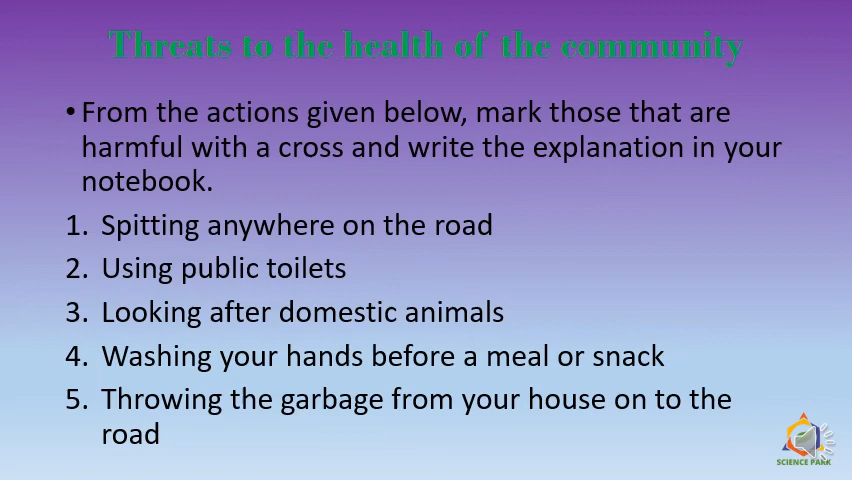 Threats to the health of the community
• From the actions given below, mark those that are
harmful with a cross and write the explanation in your
notebook.
1. Spitting anywhere on the road
2. Using public toilets
3. Looking after domestic animals
4. Washing your hands before a meal or snack
5. Throwing the garbage from your house on to the
road
SCIENCE PARK